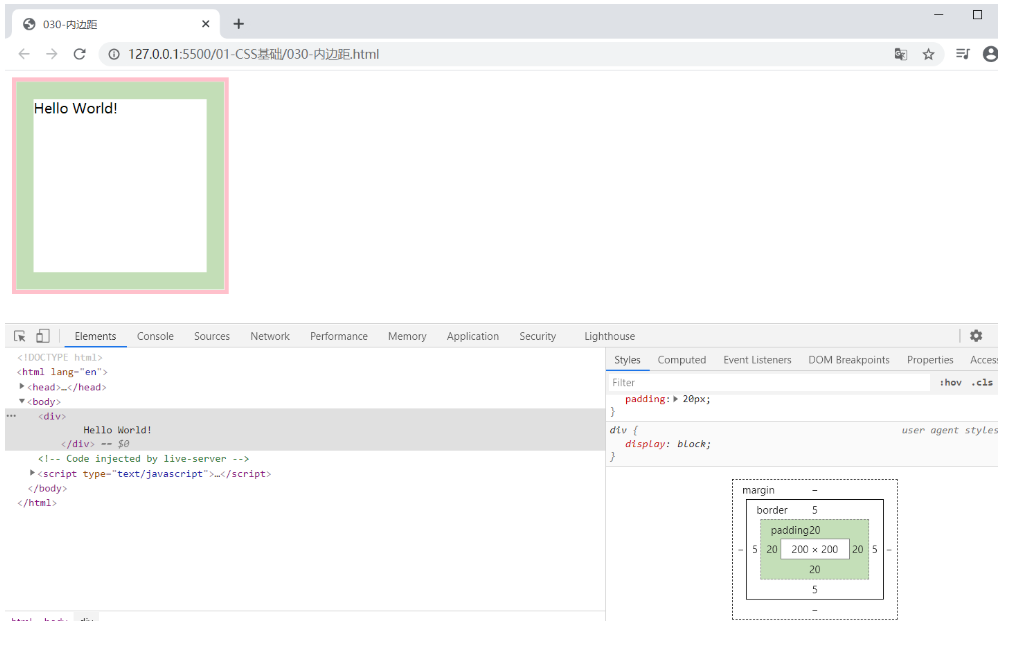 030-内边距
127.0.0.1:5500/01-CSS基础/030-内边距.html
Hello World!
Elements Console Sources Network Performance Memory Application Security Lighthouse
<!DOCTYPE html>
<html lang="en">
<head>…</head>
<body>
<div>
Hello World!
</div> == $0
<!-- Code injected by live-server -->
<script type="text/javascript">…</script>
</body>
</html>
Styles Computed Event Listeners DOM Breakpoints Properties Acces
Filter :hov .cls
padding: 20px;
}
div { user agent styles
display: block;
}
margin –
border 5
padding20
– 5 20 200 × 200 20 5 –
20
5
–
html body div